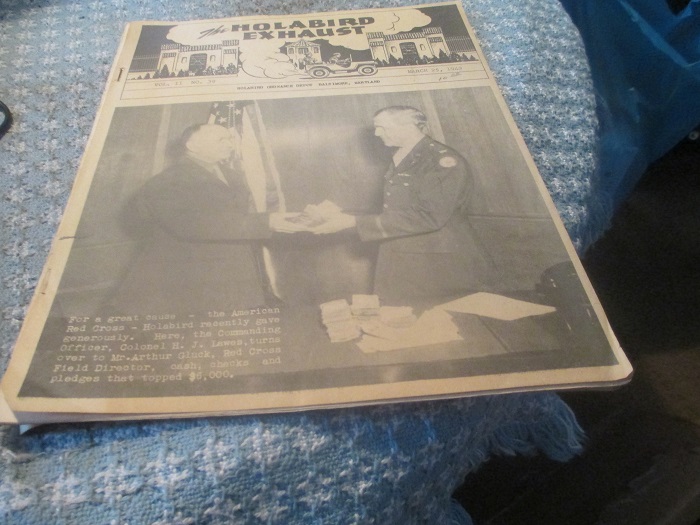 The HOLABIRD
EXHAUST
HOLABIRD ORDNANCE DEPOT BALTIMORE, MARYLAND
For a great cause - the American
Red Cross - Holabird recently gave
generously. Here, the Commanding
Officer, Colonel H. J. Lawes, turns
over to Mr. Arthur Gluck, Red Cross
Field Director, cash, checks and
pledges that topped $6,000.